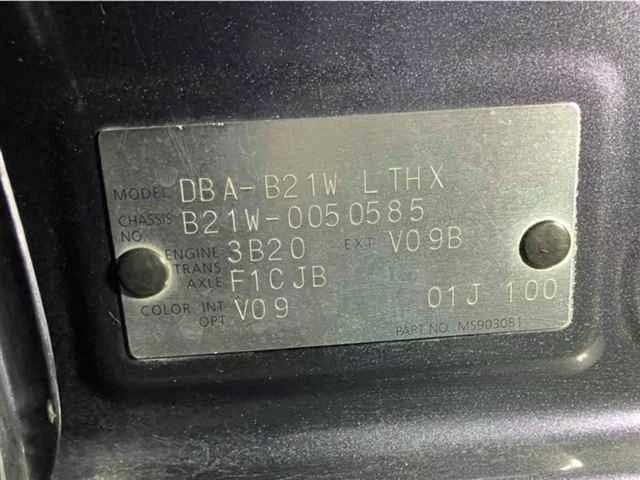 MODEL DBA-B21W LTHX
CHASSIS NO. B21W-0050585
ENGINE 3B20 EXT V09B
TRANS AXLE F1CJB
COLOR INT OPT V09 01J 100
PART NO. MS903081